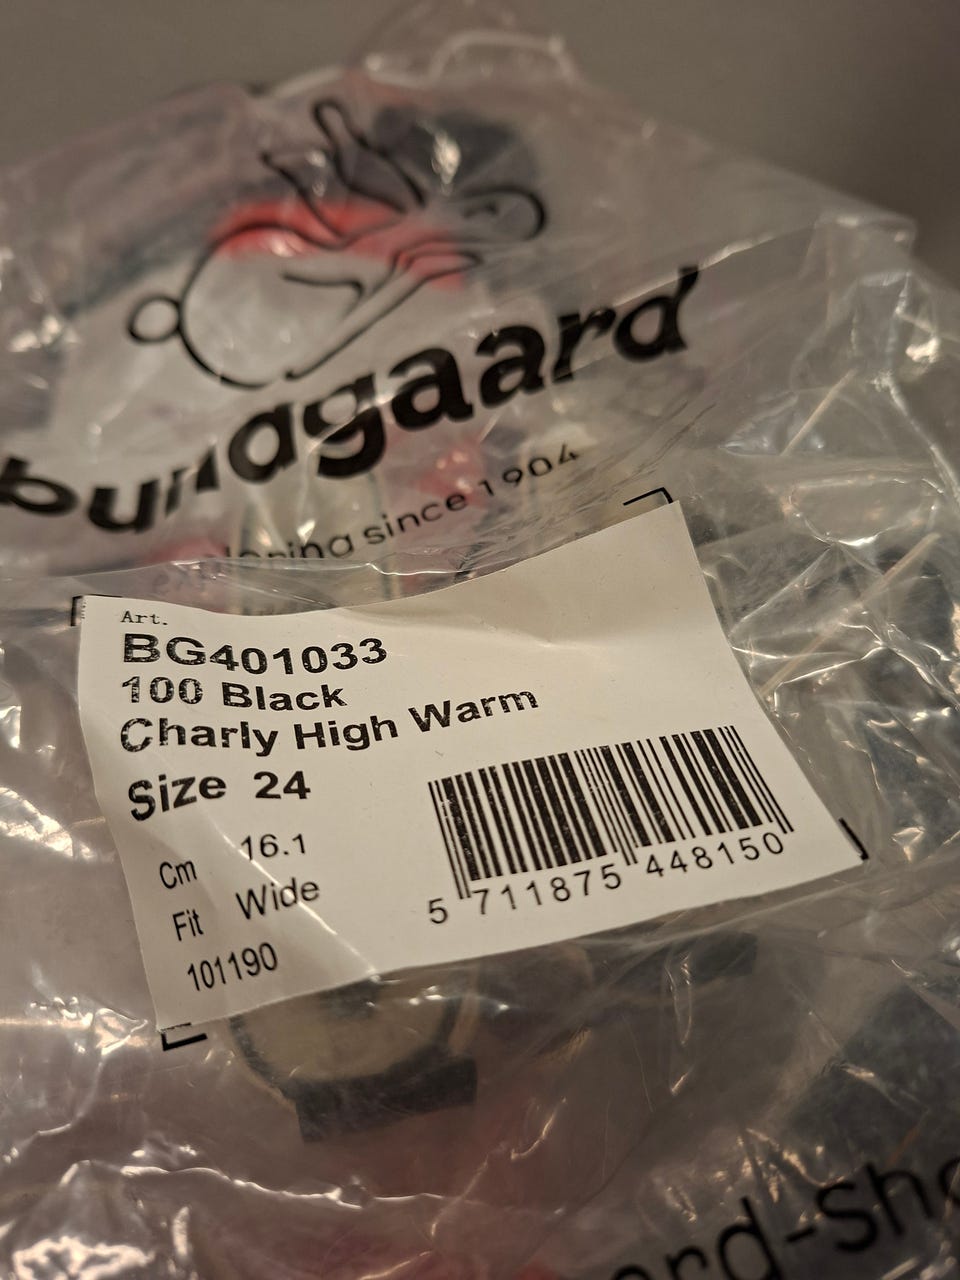 bundgaard
exploring since 1904
Art.
BG401033
100 Black
Charly High Warm
Size 24
Cm 16.1
Fit Wide
101190
5 711875 448150